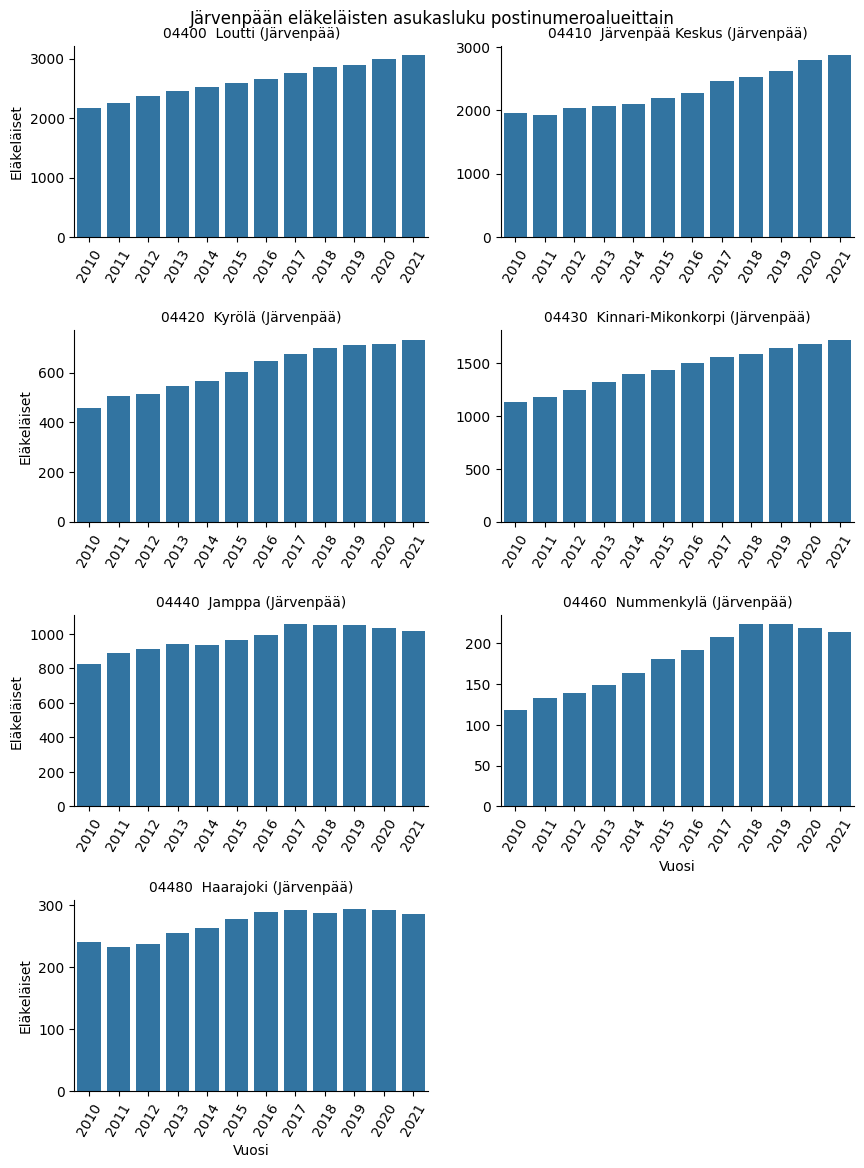 Järvenpään eläkeläisten asukasluku postinumeroalueittain
04400  Loutti (Järvenpää)
Eläkeläiset
3000
2000
1000
0
2010 2011 2012 2013 2014 2015 2016 2017 2018 2019 2020 2021
04410  Järvenpää Keskus (Järvenpää)
3000
2000
1000
0
2010 2011 2012 2013 2014 2015 2016 2017 2018 2019 2020 2021
04420  Kyrölä (Järvenpää)
Eläkeläiset
600
400
200
0
2010 2011 2012 2013 2014 2015 2016 2017 2018 2019 2020 2021
04430  Kinnari-Mikonkorpi (Järvenpää)
1500
1000
500
0
2010 2011 2012 2013 2014 2015 2016 2017 2018 2019 2020 2021
04440  Jamppa (Järvenpää)
Eläkeläiset
1000
800
600
400
200
0
2010 2011 2012 2013 2014 2015 2016 2017 2018 2019 2020 2021
04460  Nummenkylä (Järvenpää)
200
150
100
50
0
2010 2011 2012 2013 2014 2015 2016 2017 2018 2019 2020 2021
Vuosi
04480  Haarajoki (Järvenpää)
Eläkeläiset
300
200
100
0
2010 2011 2012 2013 2014 2015 2016 2017 2018 2019 2020 2021
Vuosi